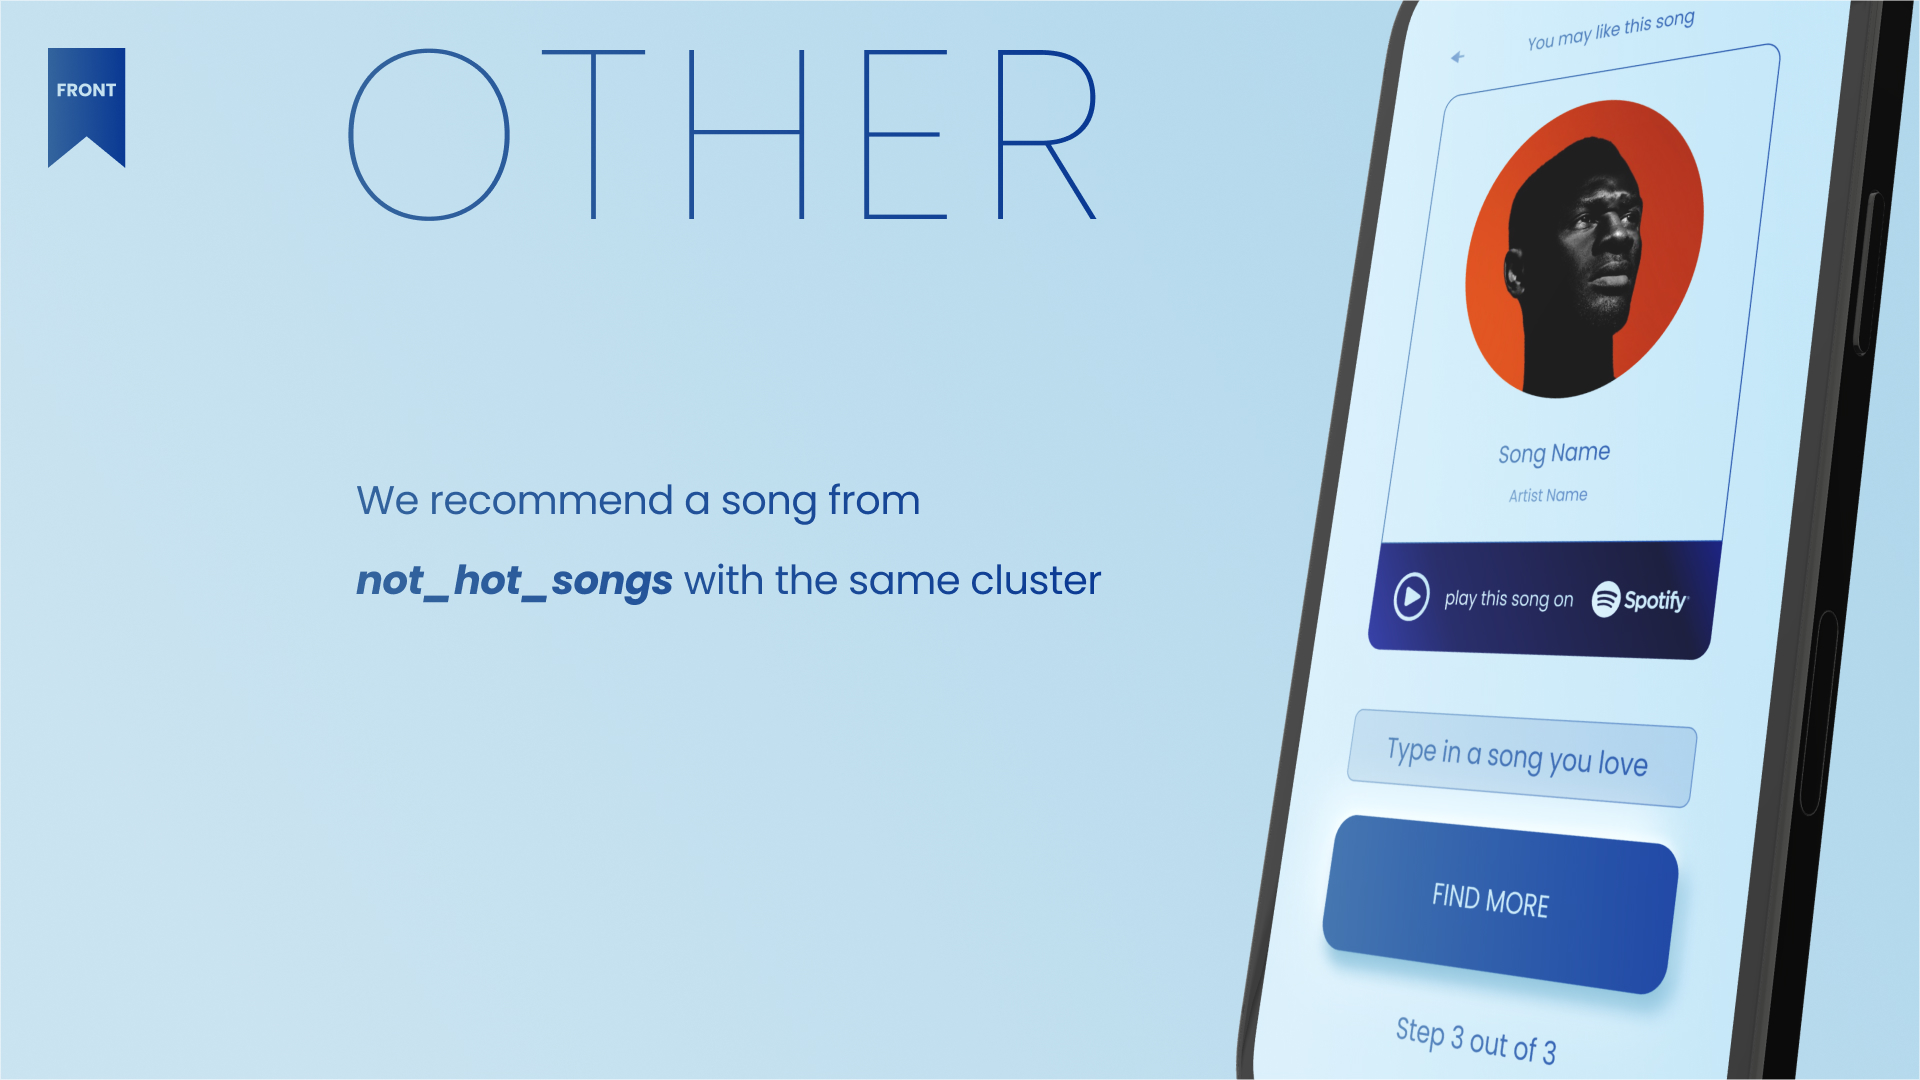 FRONT
OTHER
We recommend a song from
not_hot_songs with the same cluster
You may like this song
Song Name
Artist Name
play this song on Spotify
Type in a song you love
FIND MORE
Step 3 out of 3